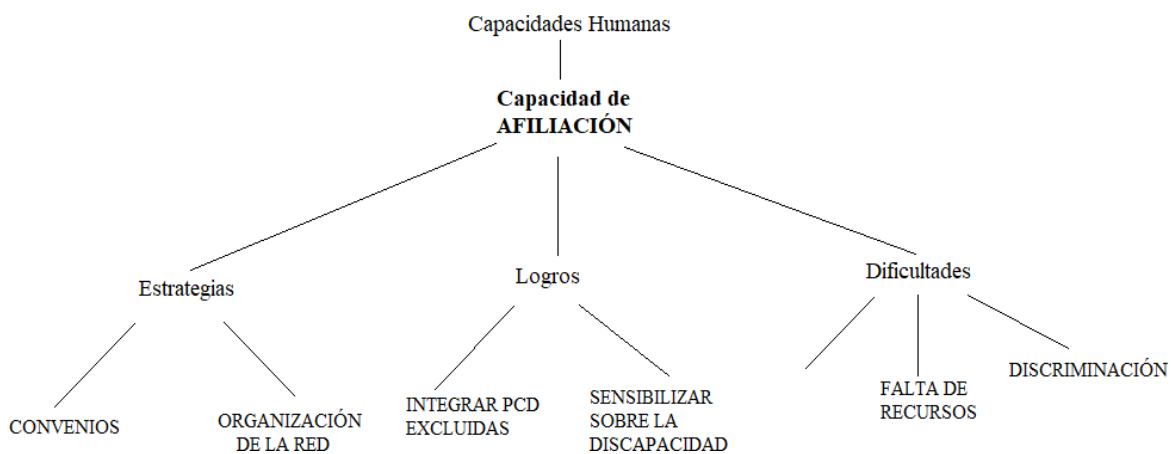 Capacidades Humanas
Capacidad de
AFILIACIÓN
Estrategias
Logros
Dificultades
CONVENIOS
ORGANIZACIÓN
DE LA RED
INTEGRAR PCD
EXCLUIDAS
SENSIBILIZAR
SOBRE LA
DISCAPACIDAD
FALTA DE
RECURSOS
DISCRIMINACIÓN